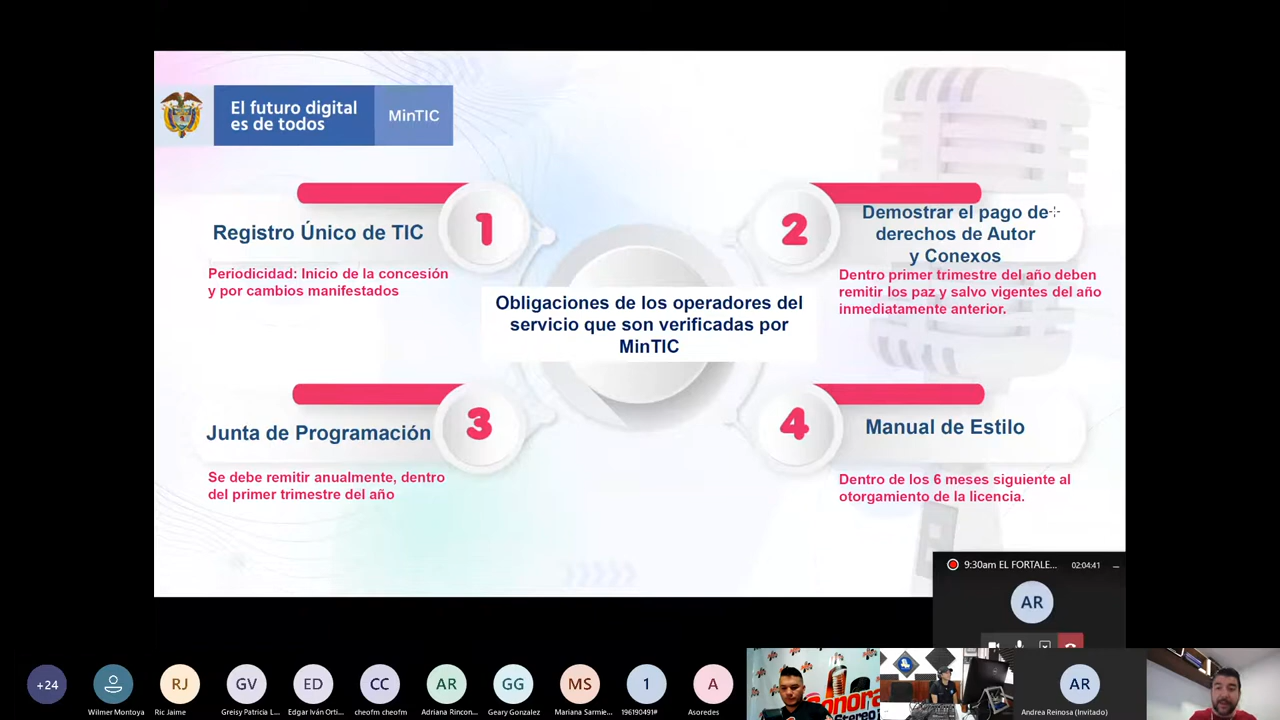 El futuro digital
es de todos
MinTIC
1
Registro Único de TIC
Periodicidad: Inicio de la concesión
y por cambios manifestados
2
Demostrar el pago de
derechos de Autor
y Conexos
Dentro primer trimestre del año deben
remitir los paz y salvo vigentes del año
inmediatamente anterior.
Obligaciones de los operadores del
servicio que son verificadas por
MinTIC
3
Junta de Programación
Se debe remitir anualmente, dentro
del primer trimestre del año
4
Manual de Estilo
Dentro de los 6 meses siguiente al
otorgamiento de la licencia.
9:30am EL FORTALE...
02:04:41
AR
+24
RJ
GV
ED
CC
AR
GG
MS
1
A
AR
Wilmer Montoya
Ric Jaime
Greisy Patricia L...
Edgar Iván Orti...
cheofm cheofm
Adriana Rincon...
Geary Gonzalez
Mariana Sarmie...
196190491#
Asoredes
Andrea Reinosa (Invitado)
Sonora
Stereo